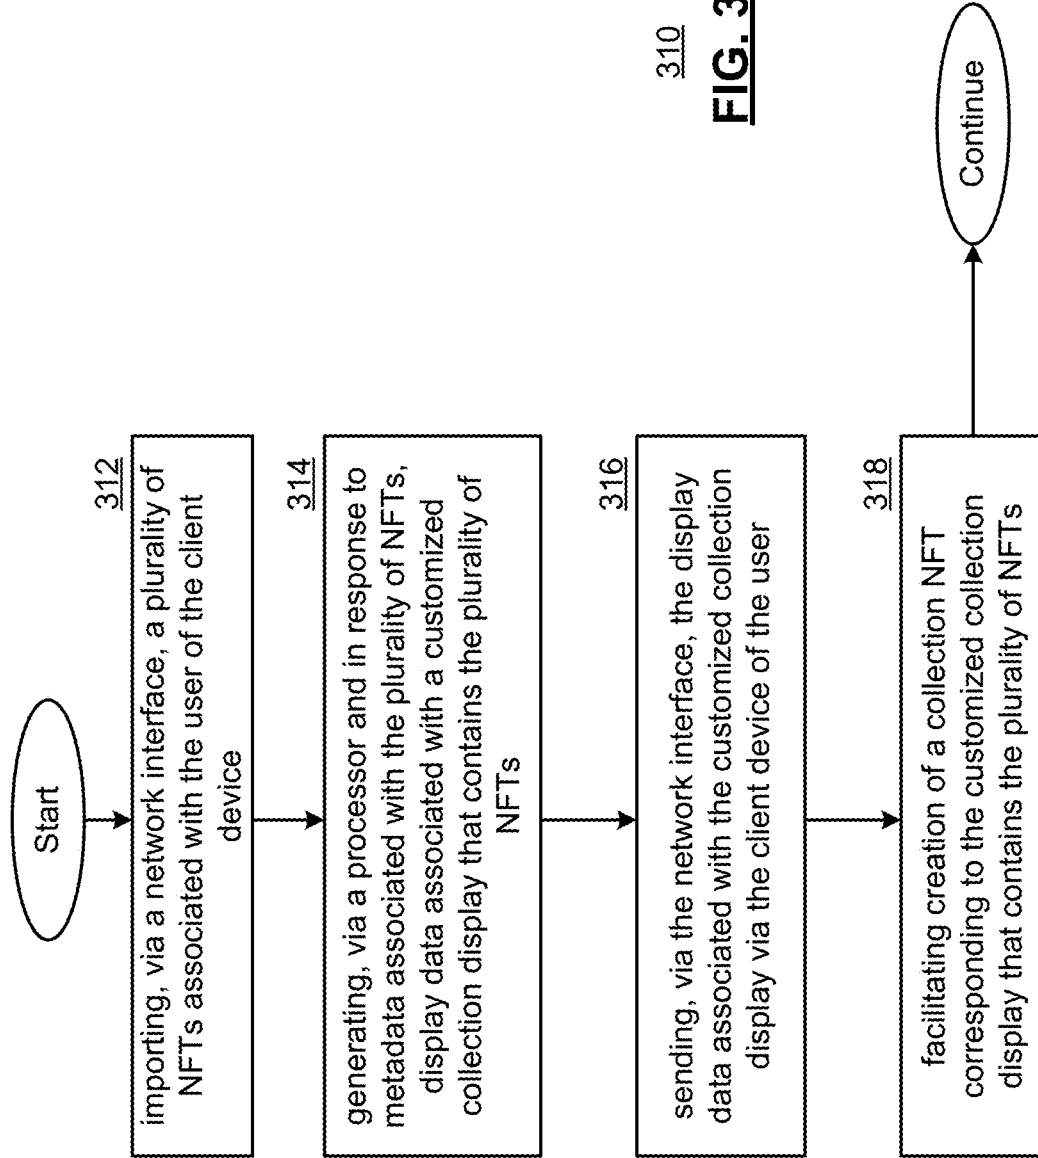 Start
312
importing, via a network interface, a plurality of
NFTs associated with the user of the client
device
314
generating, via a processor and in response to
metadata associated with the plurality of NFTs,
display data associated with a customized
collection display that contains the plurality of
NFTs
316
sending, via the network interface, the display
data associated with the customized collection
display via the client device of the user
318
facilitating creation of a collection NFT
corresponding to the customized collection
display that contains the plurality of NFTs
Continue
310
FIG. 3